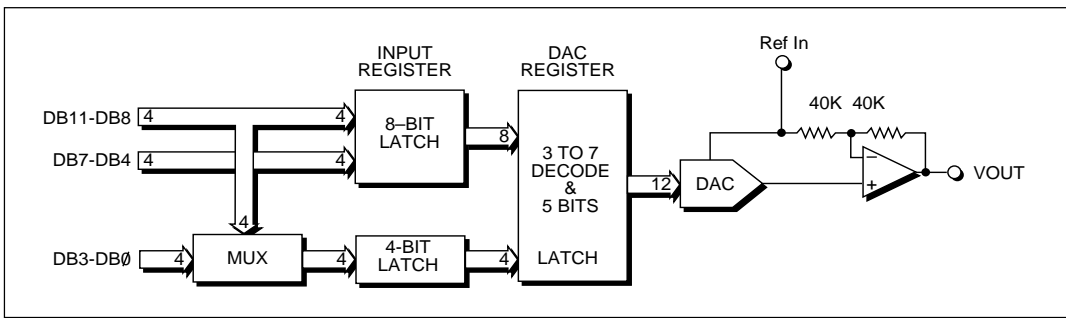 INPUT
REGISTER
DAC
REGISTER
Ref In
40K 40K
DB11-DB8
4
4
8–BIT
LATCH
8
DB7-DB4
4
4
3 TO 7
DECODE
&
5 BITS
12
DAC
–
+
VOUT
4
DB3-DBØ
4
MUX
4
4-BIT
LATCH
4
LATCH